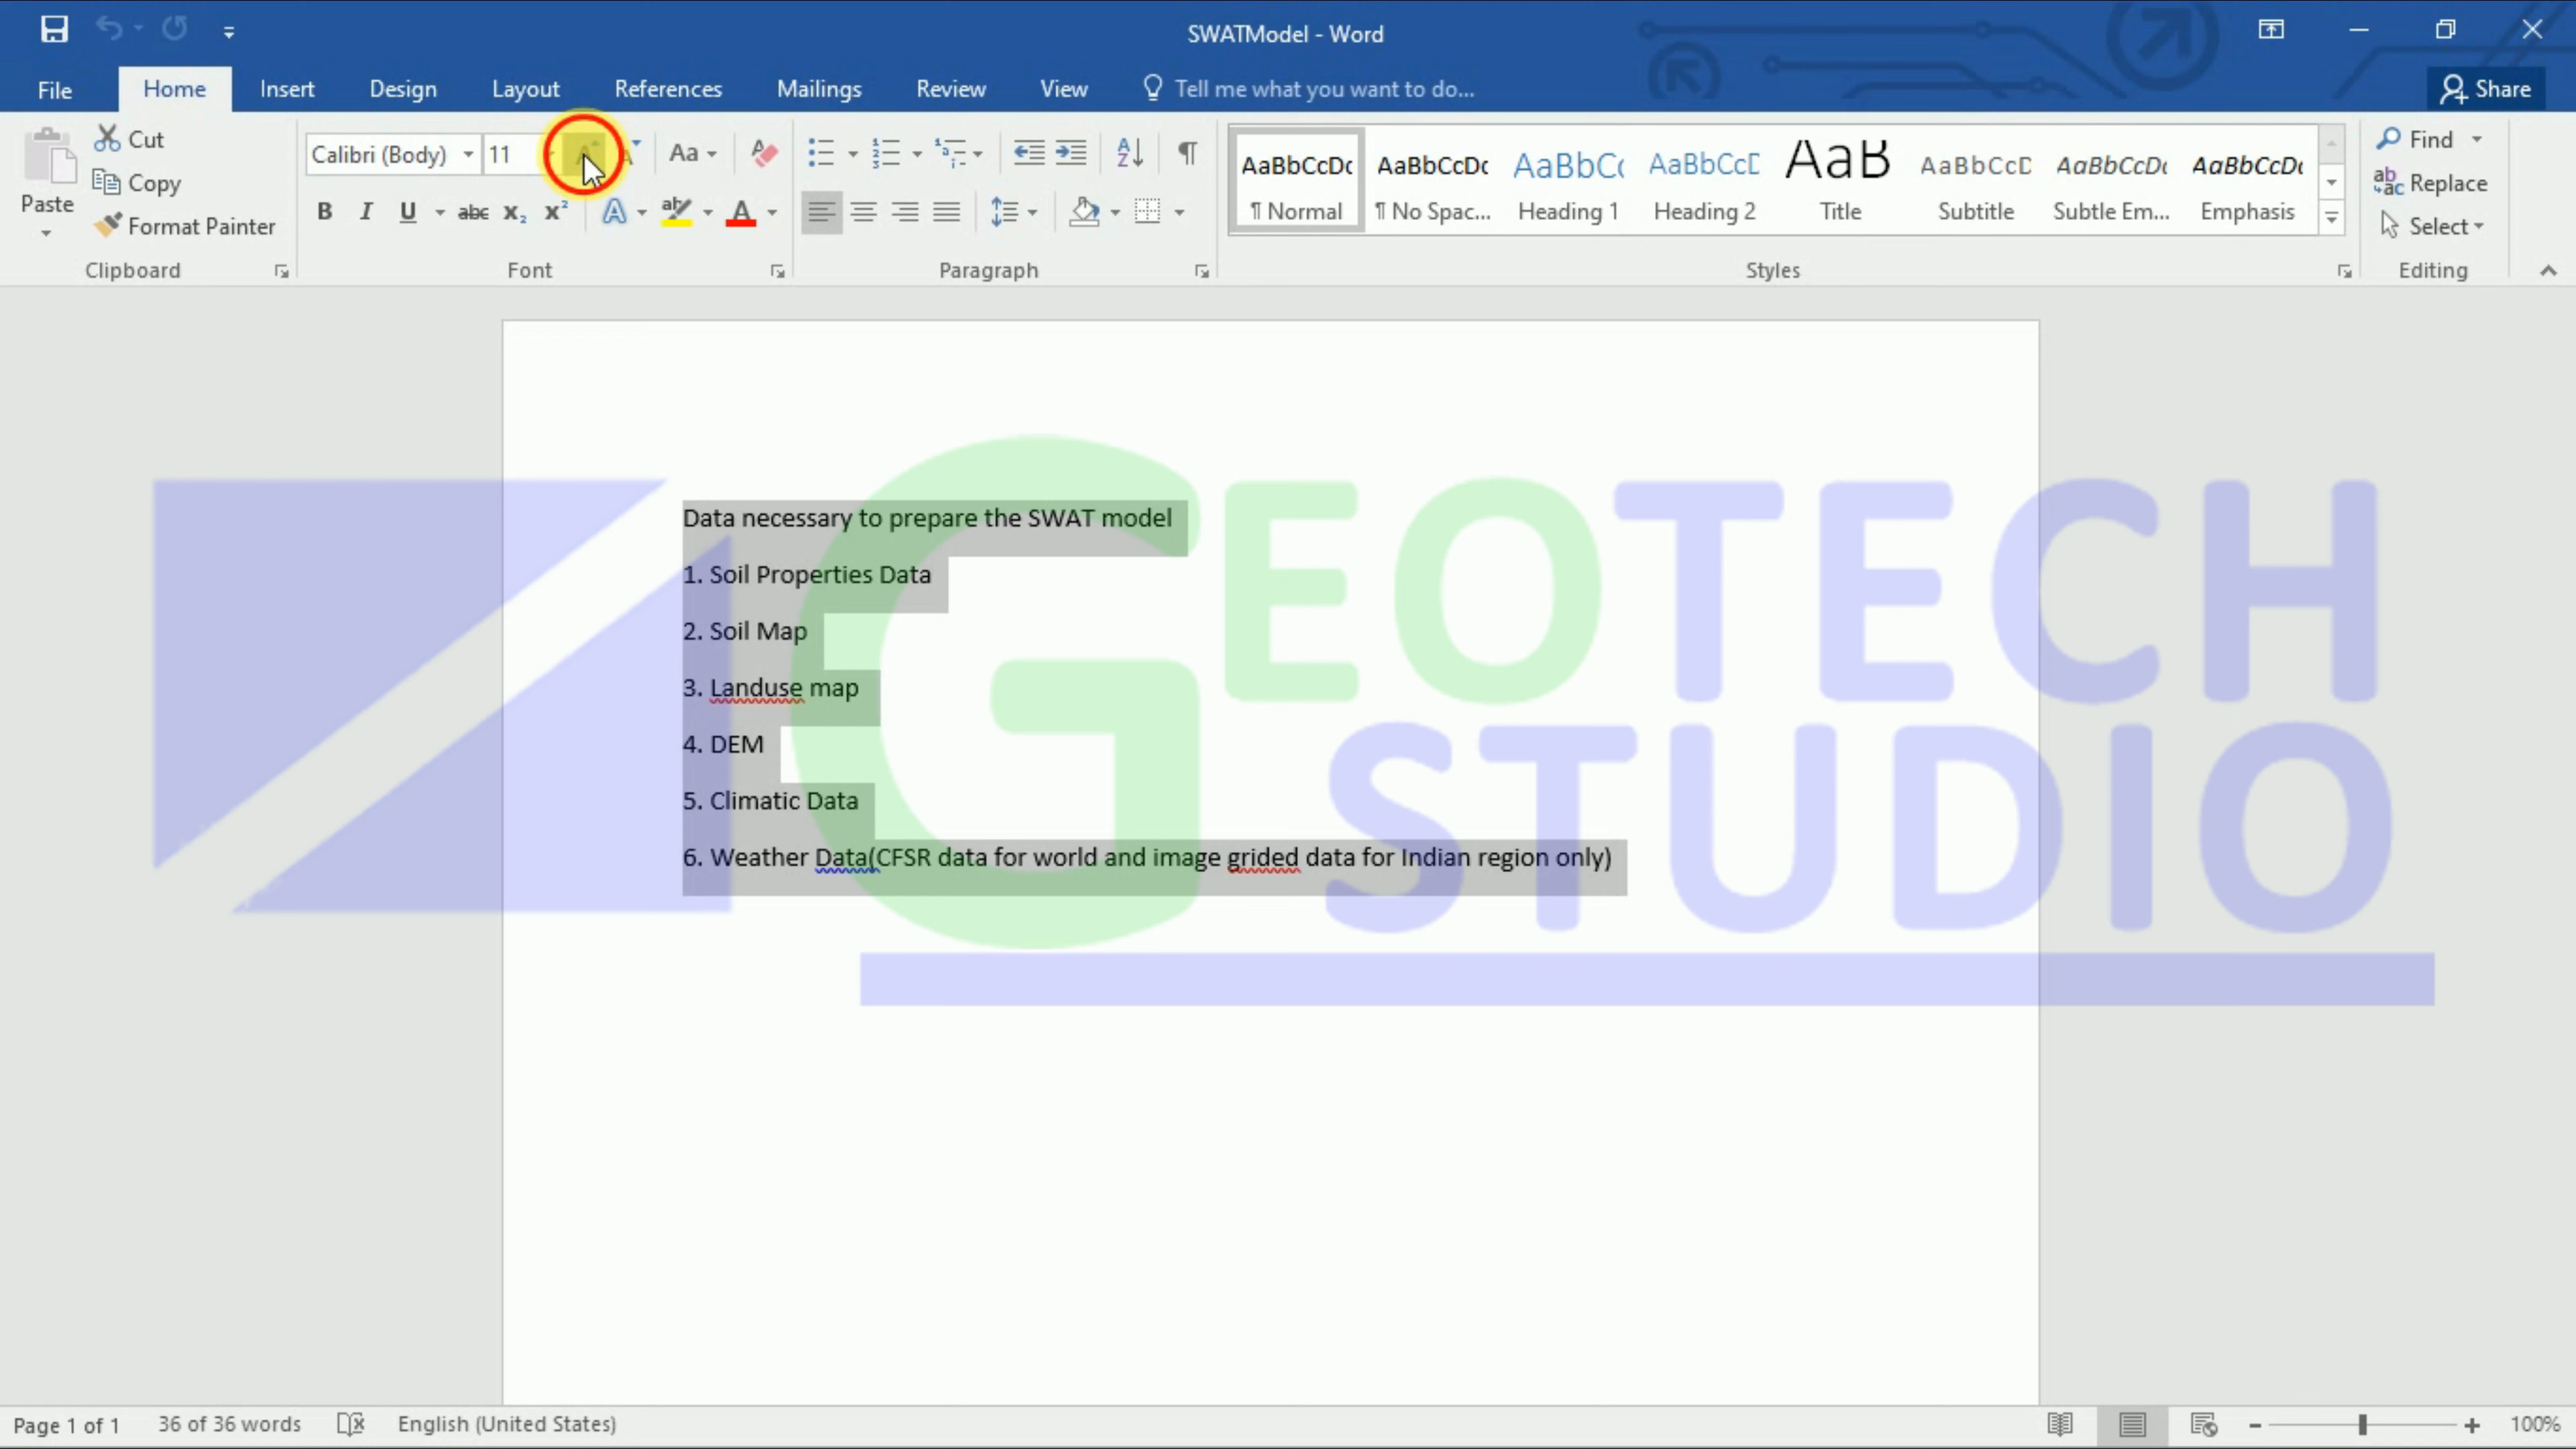 SWATModel - Word
File Home Insert Design Layout References Mailings Review View Tell me what you want to do... Share
Cut
Copy
Format Painter
Paste
Clipboard
Calibri (Body) 11
Font
Paragraph
AaBbCcDc AaBbCcDc AaBbC( AaBbCcD AaB AaBbCcD AaBbCcDc AaBbCcDc
¶ Normal ¶ No Spac... Heading 1 Heading 2 Title Subtitle Subtle Em... Emphasis
Styles
Find
Replace
Select
Editing
Data necessary to prepare the SWAT model
1. Soil Properties Data
2. Soil Map
3. Landuse map
4. DEM
5. Climatic Data
6. Weather Data(CFSR data for world and image grided data for Indian region only)
GEOTECH
STUDIO
Page 1 of 1 36 of 36 words English (United States) 100%